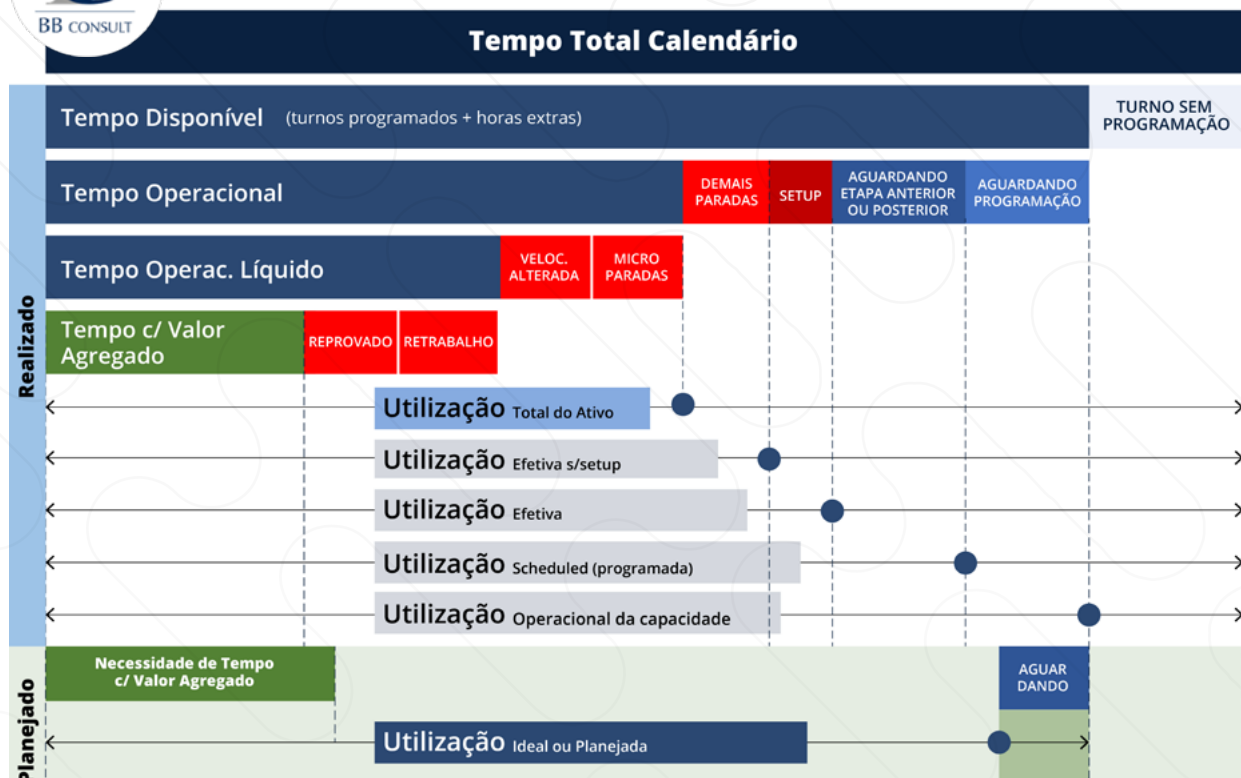 BB CONSULT
Tempo Total Calendário
Realizado
Tempo Disponível (turnos programados + horas extras)
TURNO SEM
PROGRAMAÇÃO
Tempo Operacional
DEMAIS
PARADAS
SETUP
AGUARDANDO
ETAPA ANTERIOR
OU POSTERIOR
AGUARDANDO
PROGRAMAÇÃO
Tempo Operac. Líquido
VELOC.
ALTERADA
MICRO
PARADAS
Tempo c/ Valor
Agregado
REPROVADO
RETRABALHO
Utilização Total do Ativo
Utilização Efetiva s/setup
Utilização Efetiva
Utilização Scheduled (programada)
Utilização Operacional da capacidade
Planejado
Necessidade de Tempo
c/ Valor Agregado
AGUAR
DANDO
Utilização Ideal ou Planejada